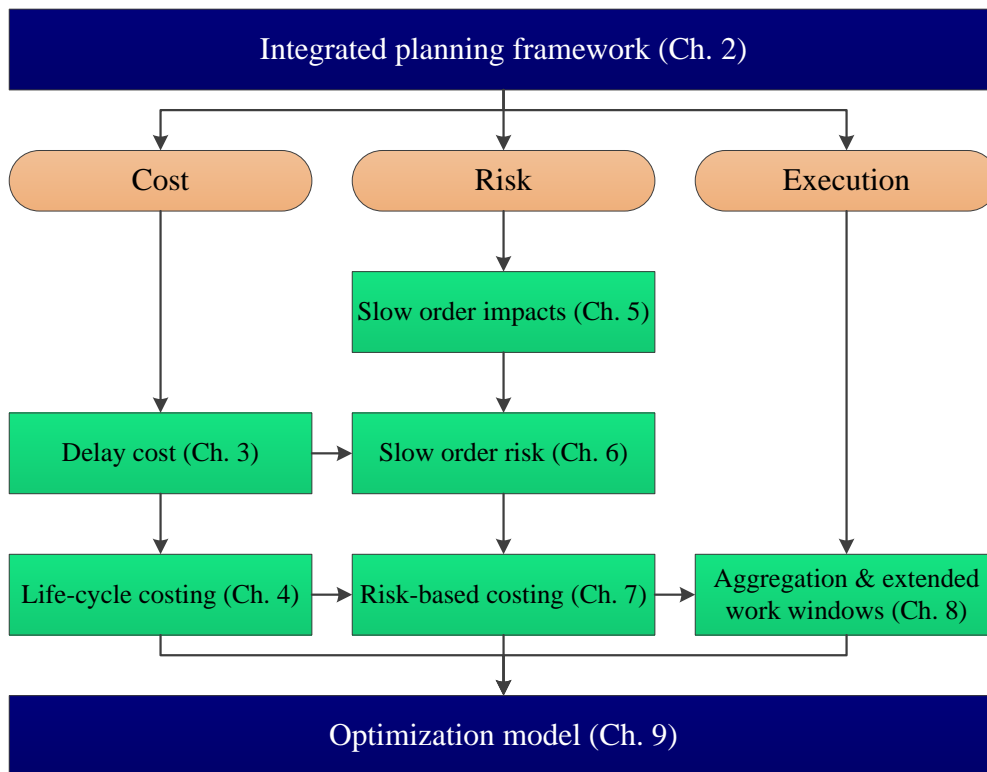 Integrated planning framework (Ch. 2)
Cost
Risk
Execution
Slow order impacts (Ch. 5)
Delay cost (Ch. 3)
Slow order risk (Ch. 6)
Life-cycle costing (Ch. 4)
Risk-based costing (Ch. 7)
Aggregation & extended
work windows (Ch. 8)
Optimization model (Ch. 9)